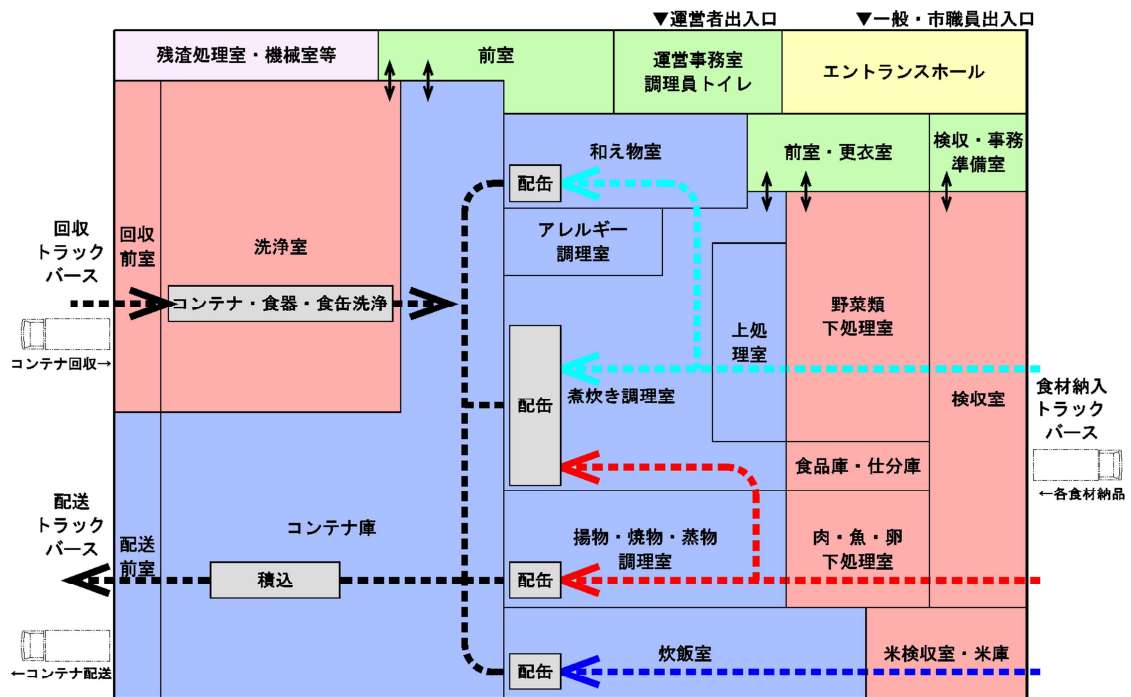 ▼運営者出入口
▼一般・市職員出入口
残渣処理室・機械室等
前室
運営事務室
調理員トイレ
エントランスホール
和え物室
前室・更衣室
検収・事務
準備室
配缶
アレルギー
調理室
回収
トラック
バース
回収
前室
洗浄室
コンテナ・食器・食缶洗浄
コンテナ回収→
上処
理室
野菜類
下処理室
配缶
煮炊き調理室
検収室
食材納入
トラック
バース
←各食材納品
食品庫・仕分庫
配送
トラック
バース
配送
前室
コンテナ庫
積込
揚物・焼物・蒸物
調理室
配缶
肉・魚・卵
下処理室
←コンテナ配送
配缶
炊飯室
米検収室・米庫